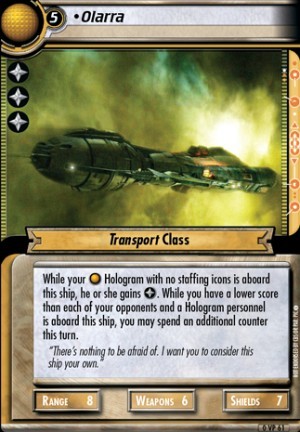 5 •Olarra
Transport Class
While your Hologram with no staffing icons is aboard
this ship, he or she gains . While you have a lower score
than each of your opponents and a Hologram personnel
is aboard this ship, you may spend an additional counter
this turn.
"There's nothing to be afraid of. I want you to consider this
ship your own."
RANGE 8 WEAPONS 6 SHIELDS 7
0 VP 61